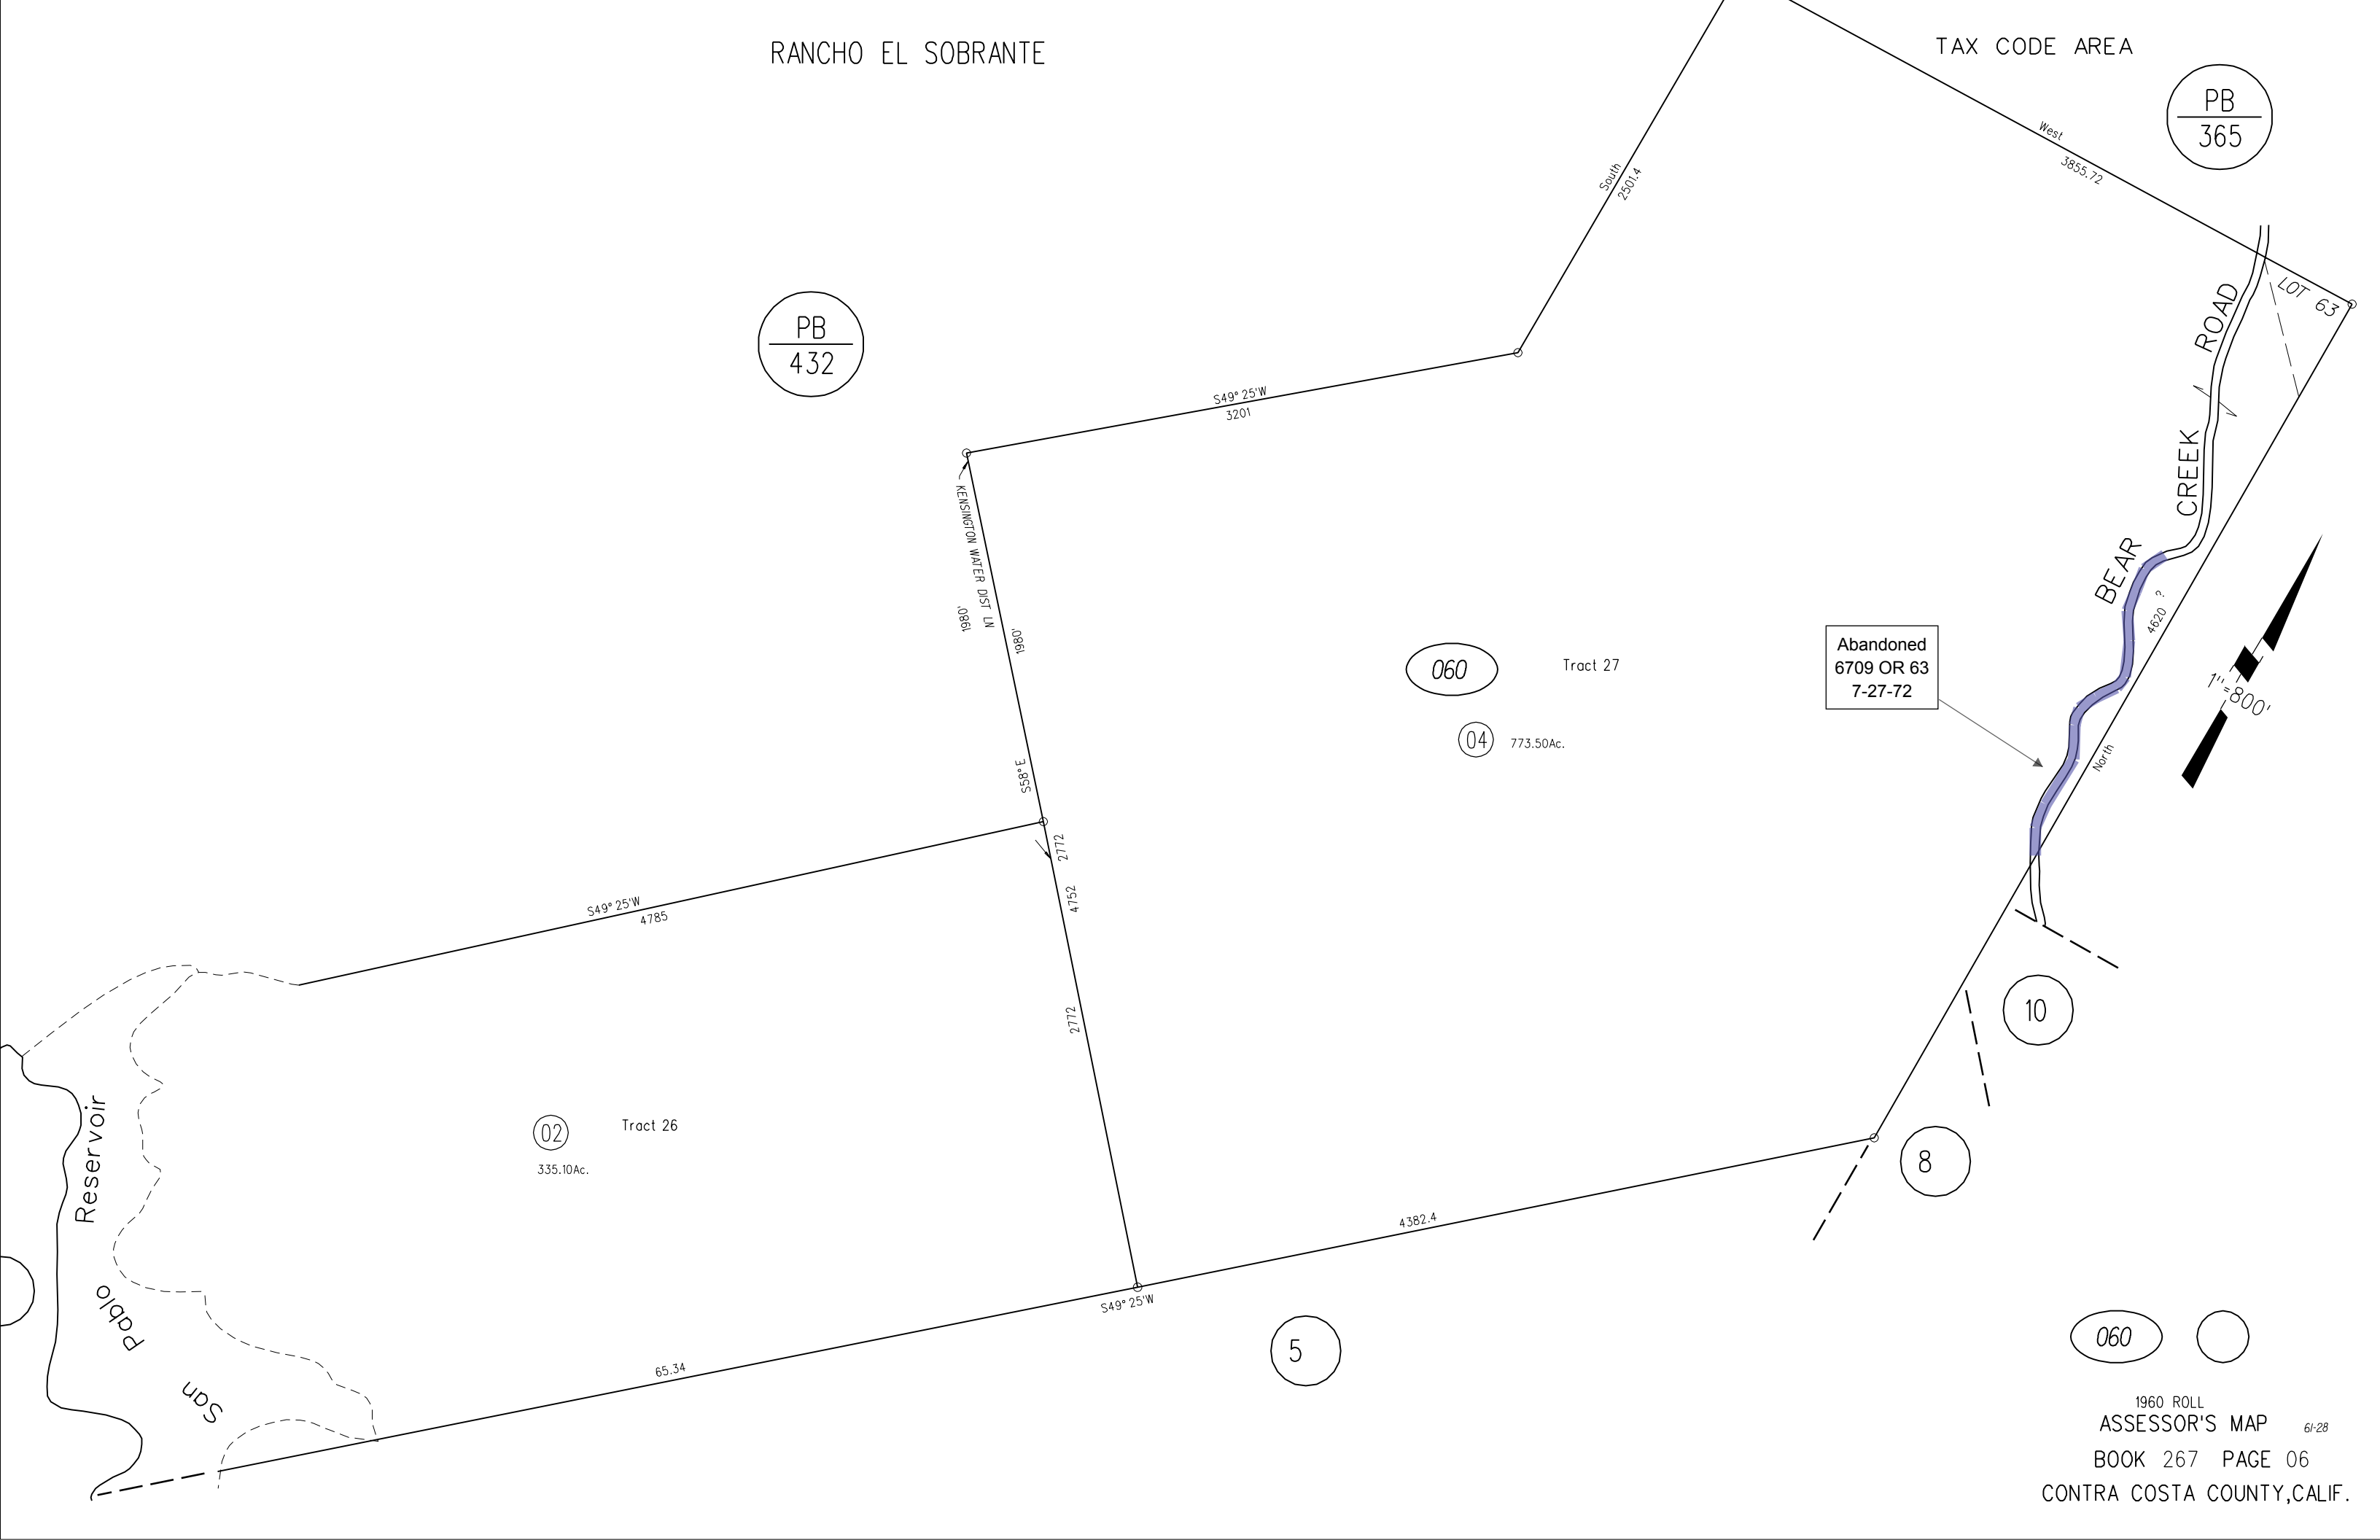 RANCHO EL SOBRANTE
TAX CODE AREA
PB
365
West
3855.72
South
2501.4
LOT 63
ROAD
PB
432
S49° 25'W
3201
CREEK
KENSINGTON WATER DIST LN
1980'
1980'
BEAR
4620 ?
Abandoned
6709 OR 63
7-27-72
060
Tract 27
04
773.50Ac.
1"=800'
North
S58°E
2772
4752
S49° 25'W
4785
2772
10
Reservoir
02
Tract 26
335.10Ac.
8
4382.4
S49° 25'W
Pablo
5
65.34
San
060
1960 ROLL
ASSESSOR'S MAP 61-28
BOOK 267 PAGE 06
CONTRA COSTA COUNTY,CALIF.